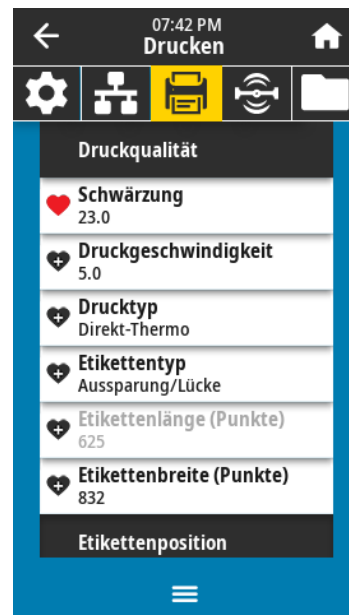 07:42 PM
Drucken
Druckqualität
Schwärzung
23.0
Druckgeschwindigkeit
5.0
Drucktyp
Direkt-Thermo
Etikettentyp
Aussparung/Lücke
Etikettenlänge (Punkte)
625
Etikettenbreite (Punkte)
832
Etikettenposition